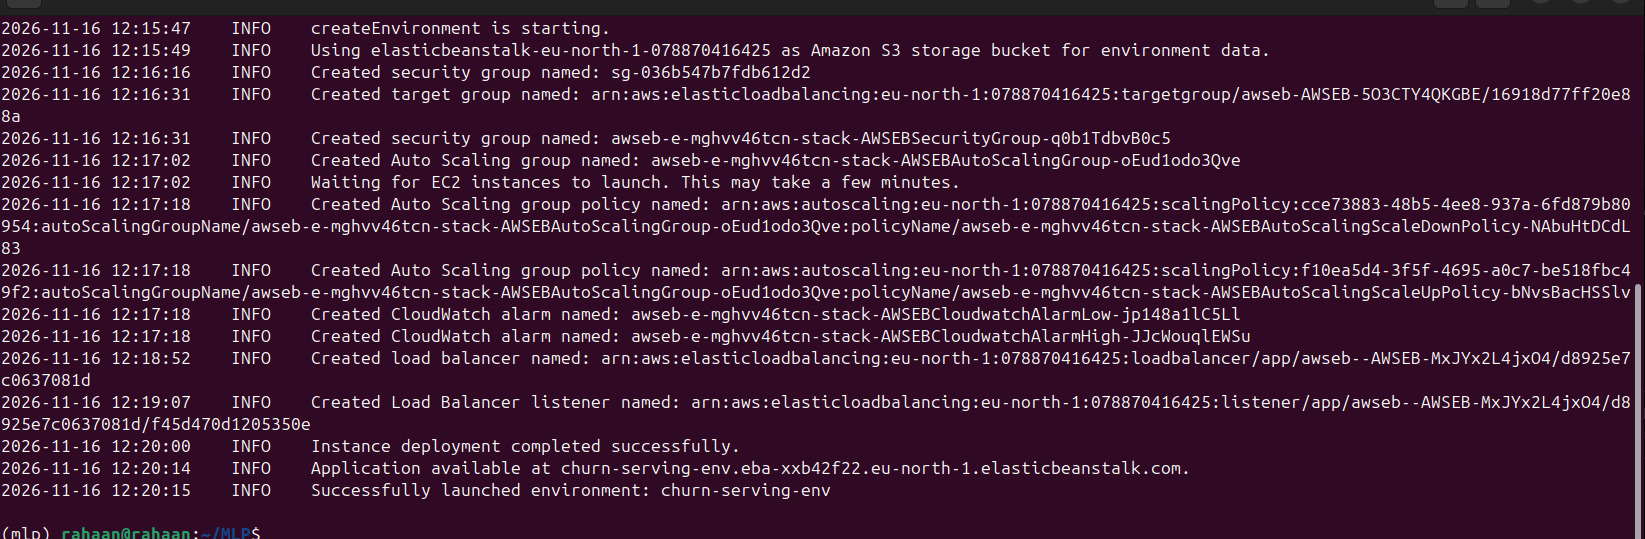 2026-11-16 12:15:47    INFO    createEnvironment is starting.
2026-11-16 12:15:49    INFO    Using elasticbeanstalk-eu-north-1-078870416425 as Amazon S3 storage bucket for environment data.
2026-11-16 12:16:16    INFO    Created security group named: sg-036b547b7fdb612d2
2026-11-16 12:16:31    INFO    Created target group named: arn:aws:elasticloadbalancing:eu-north-1:078870416425:targetgroup/awseb-AWSEB-5O3CTY4QKGBE/16918d77ff20e8
8a
2026-11-16 12:16:31    INFO    Created security group named: awseb-e-mghvv46tcn-stack-AWSEBSecurityGroup-q0b1TdbvB0c5
2026-11-16 12:17:02    INFO    Created Auto Scaling group named: awseb-e-mghvv46tcn-stack-AWSEBAutoScalingGroup-oEud1odo3Qve
2026-11-16 12:17:02    INFO    Waiting for EC2 instances to launch. This may take a few minutes.
2026-11-16 12:17:18    INFO    Created Auto Scaling group policy named: arn:aws:autoscaling:eu-north-1:078870416425:scalingPolicy:cce73883-48b5-4ee8-937a-6fd879b80
954:autoScalingGroupName/awseb-e-mghvv46tcn-stack-AWSEBAutoScalingGroup-oEud1odo3Qve:policyName/awseb-e-mghvv46tcn-stack-AWSEBAutoScalingScaleDownPolicy-NAbuHtDCdL
83
2026-11-16 12:17:18    INFO    Created Auto Scaling group policy named: arn:aws:autoscaling:eu-north-1:078870416425:scalingPolicy:f10ea5d4-3f5f-4695-a0c7-be518fbc4
9f2:autoScalingGroupName/awseb-e-mghvv46tcn-stack-AWSEBAutoScalingGroup-oEud1odo3Qve:policyName/awseb-e-mghvv46tcn-stack-AWSEBAutoScalingScaleUpPolicy-bNvsBacHSSlv
2026-11-16 12:17:18    INFO    Created CloudWatch alarm named: awseb-e-mghvv46tcn-stack-AWSEBCloudwatchAlarmLow-jp148a1lC5Ll
2026-11-16 12:17:18    INFO    Created CloudWatch alarm named: awseb-e-mghvv46tcn-stack-AWSEBCloudwatchAlarmHigh-JJcWouqlEWSu
2026-11-16 12:18:52    INFO    Created load balancer named: arn:aws:elasticloadbalancing:eu-north-1:078870416425:loadbalancer/app/awseb--AWSEB-MxJYx2L4jxO4/d8925e7
c0637081d
2026-11-16 12:19:07    INFO    Created Load Balancer listener named: arn:aws:elasticloadbalancing:eu-north-1:078870416425:listener/app/awseb--AWSEB-MxJYx2L4jxO4/d8
925e7c0637081d/f45d470d1205350e
2026-11-16 12:20:00    INFO    Instance deployment completed successfully.
2026-11-16 12:20:14    INFO    Application available at churn-serving-env.eba-xxb42f22.eu-north-1.elasticbeanstalk.com.
2026-11-16 12:20:15    INFO    Successfully launched environment: churn-serving-env
(mlp) rahaan@rahaan:~/MLP$